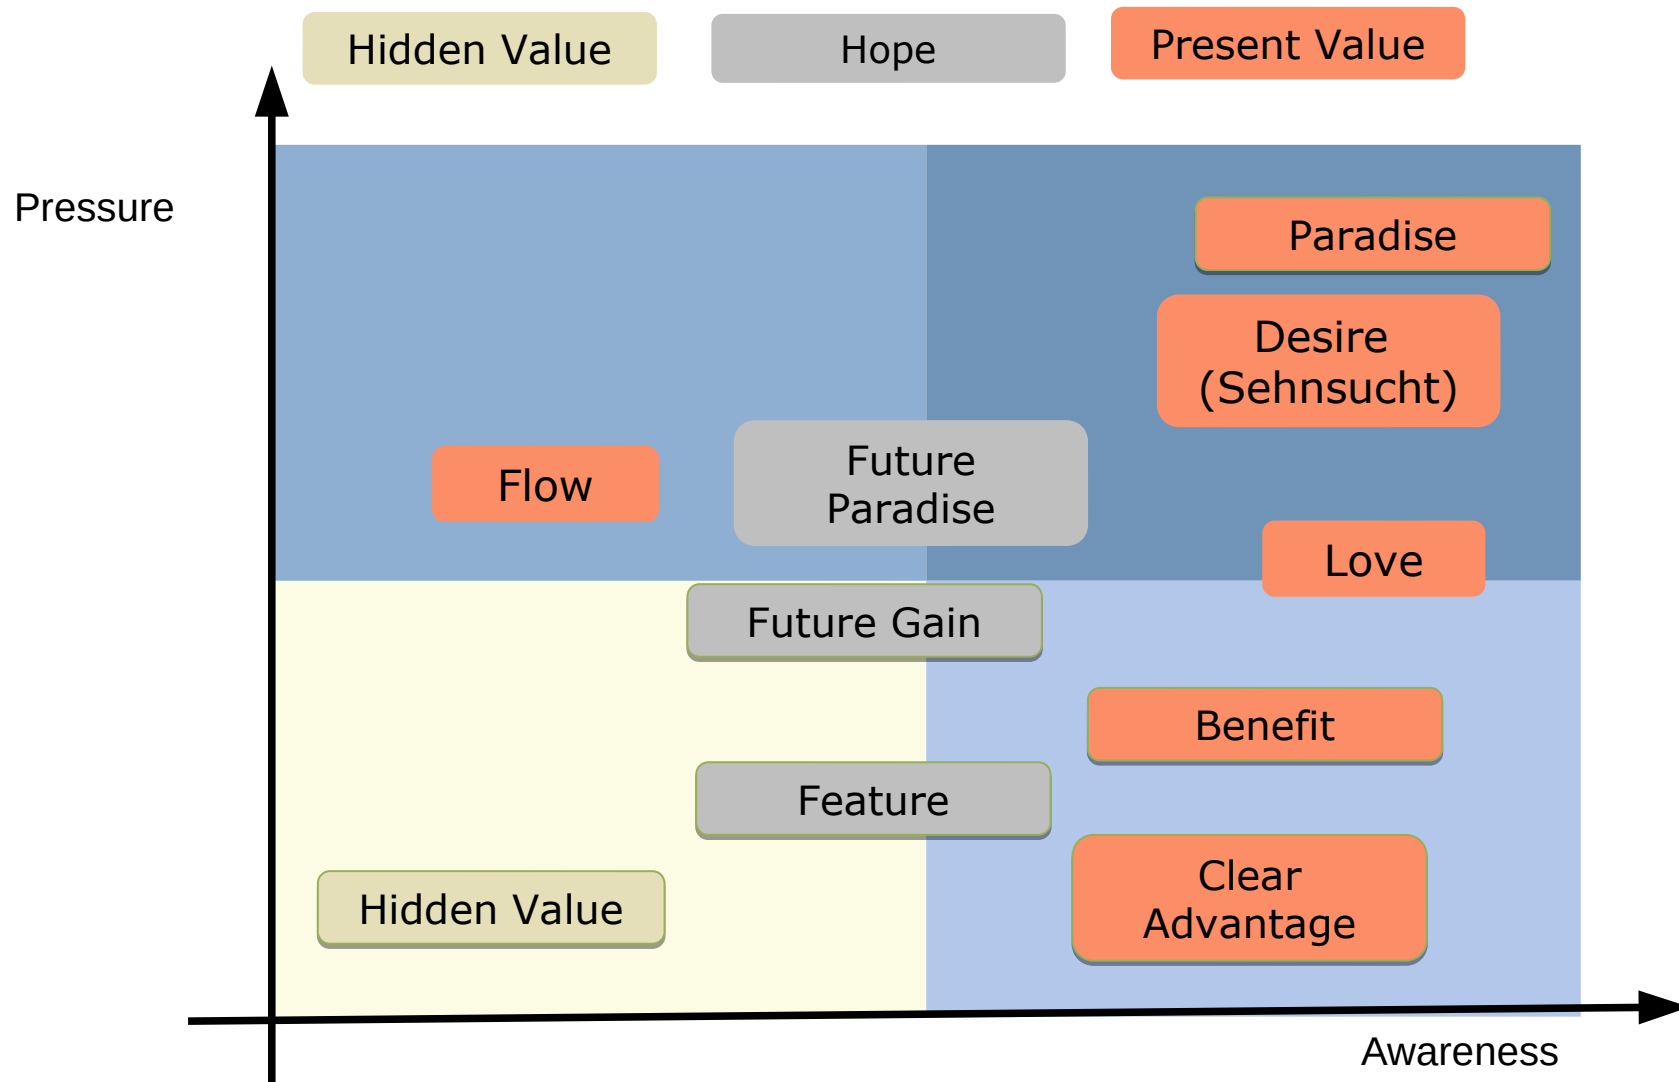 Hidden Value
Hope
Present Value
Pressure
Paradise
Desire
(Sehnsucht)
Flow
Future
Paradise
Love
Future Gain
Benefit
Feature
Clear
Advantage
Hidden Value
Awareness